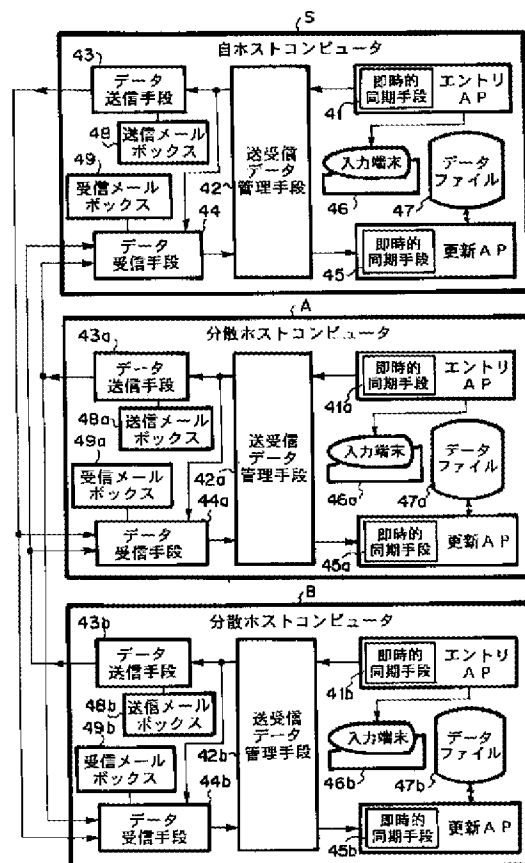 S
自ホストコンピュータ
43
データ
送信手段
48
送信メール
ボックス
49
受信メール
ボックス
44
データ
受信手段
42
送受信
データ
管理手段
41
即時的
同期手段
エントリ
AP
入力端末
46
データ
ファイル
47
即時的
同期手段
45
更新AP
A
分散ホストコンピュータ
43a
データ
送信手段
48a
送信メール
ボックス
49a
受信メール
ボックス
44a
データ
受信手段
42a
送受信
データ
管理手段
41a
即時的
同期手段
エントリ
AP
入力端末
46a
データ
ファイル
47a
即時的
同期手段
45a
更新AP
B
分散ホストコンピュータ
43b
データ
送信手段
48b
送信メール
ボックス
49b
受信メール
ボックス
44b
データ
受信手段
42b
送受信
データ
管理手段
41b
即時的
同期手段
エントリ
AP
入力端末
46b
データ
ファイル
47b
即時的
同期手段
45b
更新AP